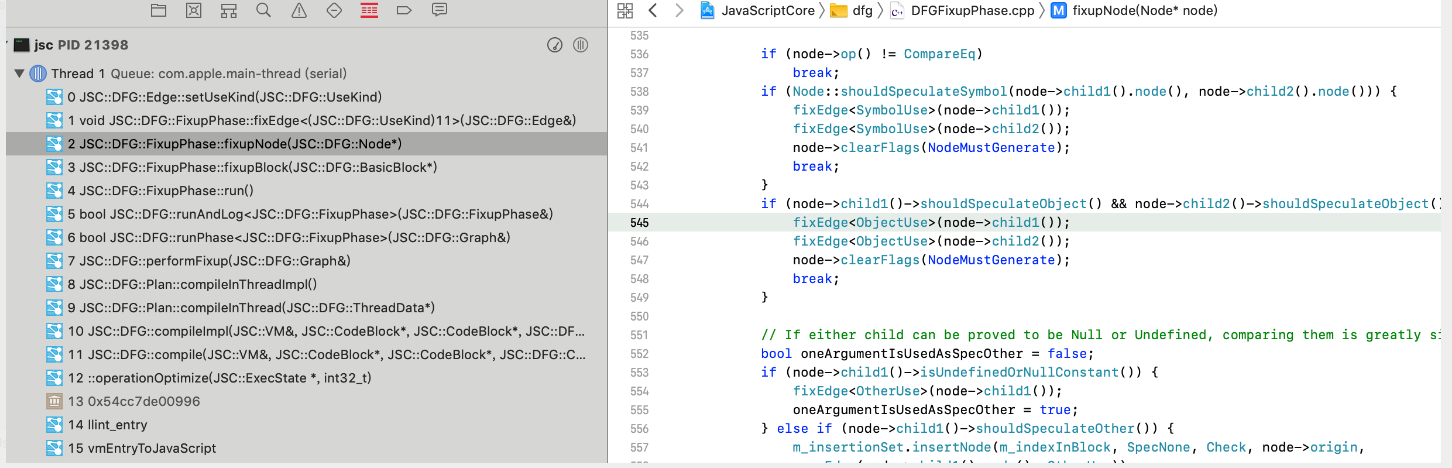 jsc PID 21398
Thread 1 Queue: com.apple.main-thread (serial)
0 JSC::DFG::Edge::setUseKind(JSC::DFG::UseKind)
1 void JSC::DFG::FixupPhase::fixEdge<(JSC::DFG::UseKind)11>(JSC::DFG::Edge&)
2 JSC::DFG::FixupPhase::fixupNode(JSC::DFG::Node*)
3 JSC::DFG::FixupPhase::fixupBlock(JSC::DFG::BasicBlock*)
4 JSC::DFG::FixupPhase::run()
5 bool JSC::DFG::runAndLog<JSC::DFG::FixupPhase>(JSC::DFG::FixupPhase&)
6 bool JSC::DFG::runPhase<JSC::DFG::FixupPhase>(JSC::DFG::Graph&)
7 JSC::DFG::performFixup(JSC::DFG::Graph&)
8 JSC::DFG::Plan::compileInThreadImpl()
9 JSC::DFG::Plan::compileInThread(JSC::DFG::ThreadData*)
10 JSC::DFG::compileImpl(JSC::VM&, JSC::CodeBlock*, JSC::CodeBlock*, JSC::DF...
11 JSC::DFG::compile(JSC::VM&, JSC::CodeBlock*, JSC::CodeBlock*, JSC::DFG::C...
12 ::operationOptimize(JSC::ExecState *, int32_t)
13 0x54cc7de00996
14 llint_entry
15 vmEntryToJavaScript
JavaScriptCore dfg DFGFixupPhase.cpp M fixupNode(Node* node)
535
536 if (node->op() != CompareEq)
537 break;
538 if (Node::shouldSpeculateSymbol(node->child1().node(), node->child2().node())) {
539 fixEdge<SymbolUse>(node->child1());
540 fixEdge<SymbolUse>(node->child2());
541 node->clearFlags(NodeMustGenerate);
542 break;
543 }
544 if (node->child1()->shouldSpeculateObject() && node->child2()->shouldSpeculateObject()
545 fixEdge<ObjectUse>(node->child1());
546 fixEdge<ObjectUse>(node->child2());
547 node->clearFlags(NodeMustGenerate);
548 break;
549 }
550
551 // If either child can be proved to be Null or Undefined, comparing them is greatly si
552 bool oneArgumentIsUsedAsSpecOther = false;
553 if (node->child1()->isUndefinedOrNullConstant()) {
554 fixEdge<OtherUse>(node->child1());
555 oneArgumentIsUsedAsSpecOther = true;
556 } else if (node->child1()->shouldSpeculateOther()) {
557 m_insertionSet.insertNode(m_indexInBlock, SpecNone, Check, node->origin,